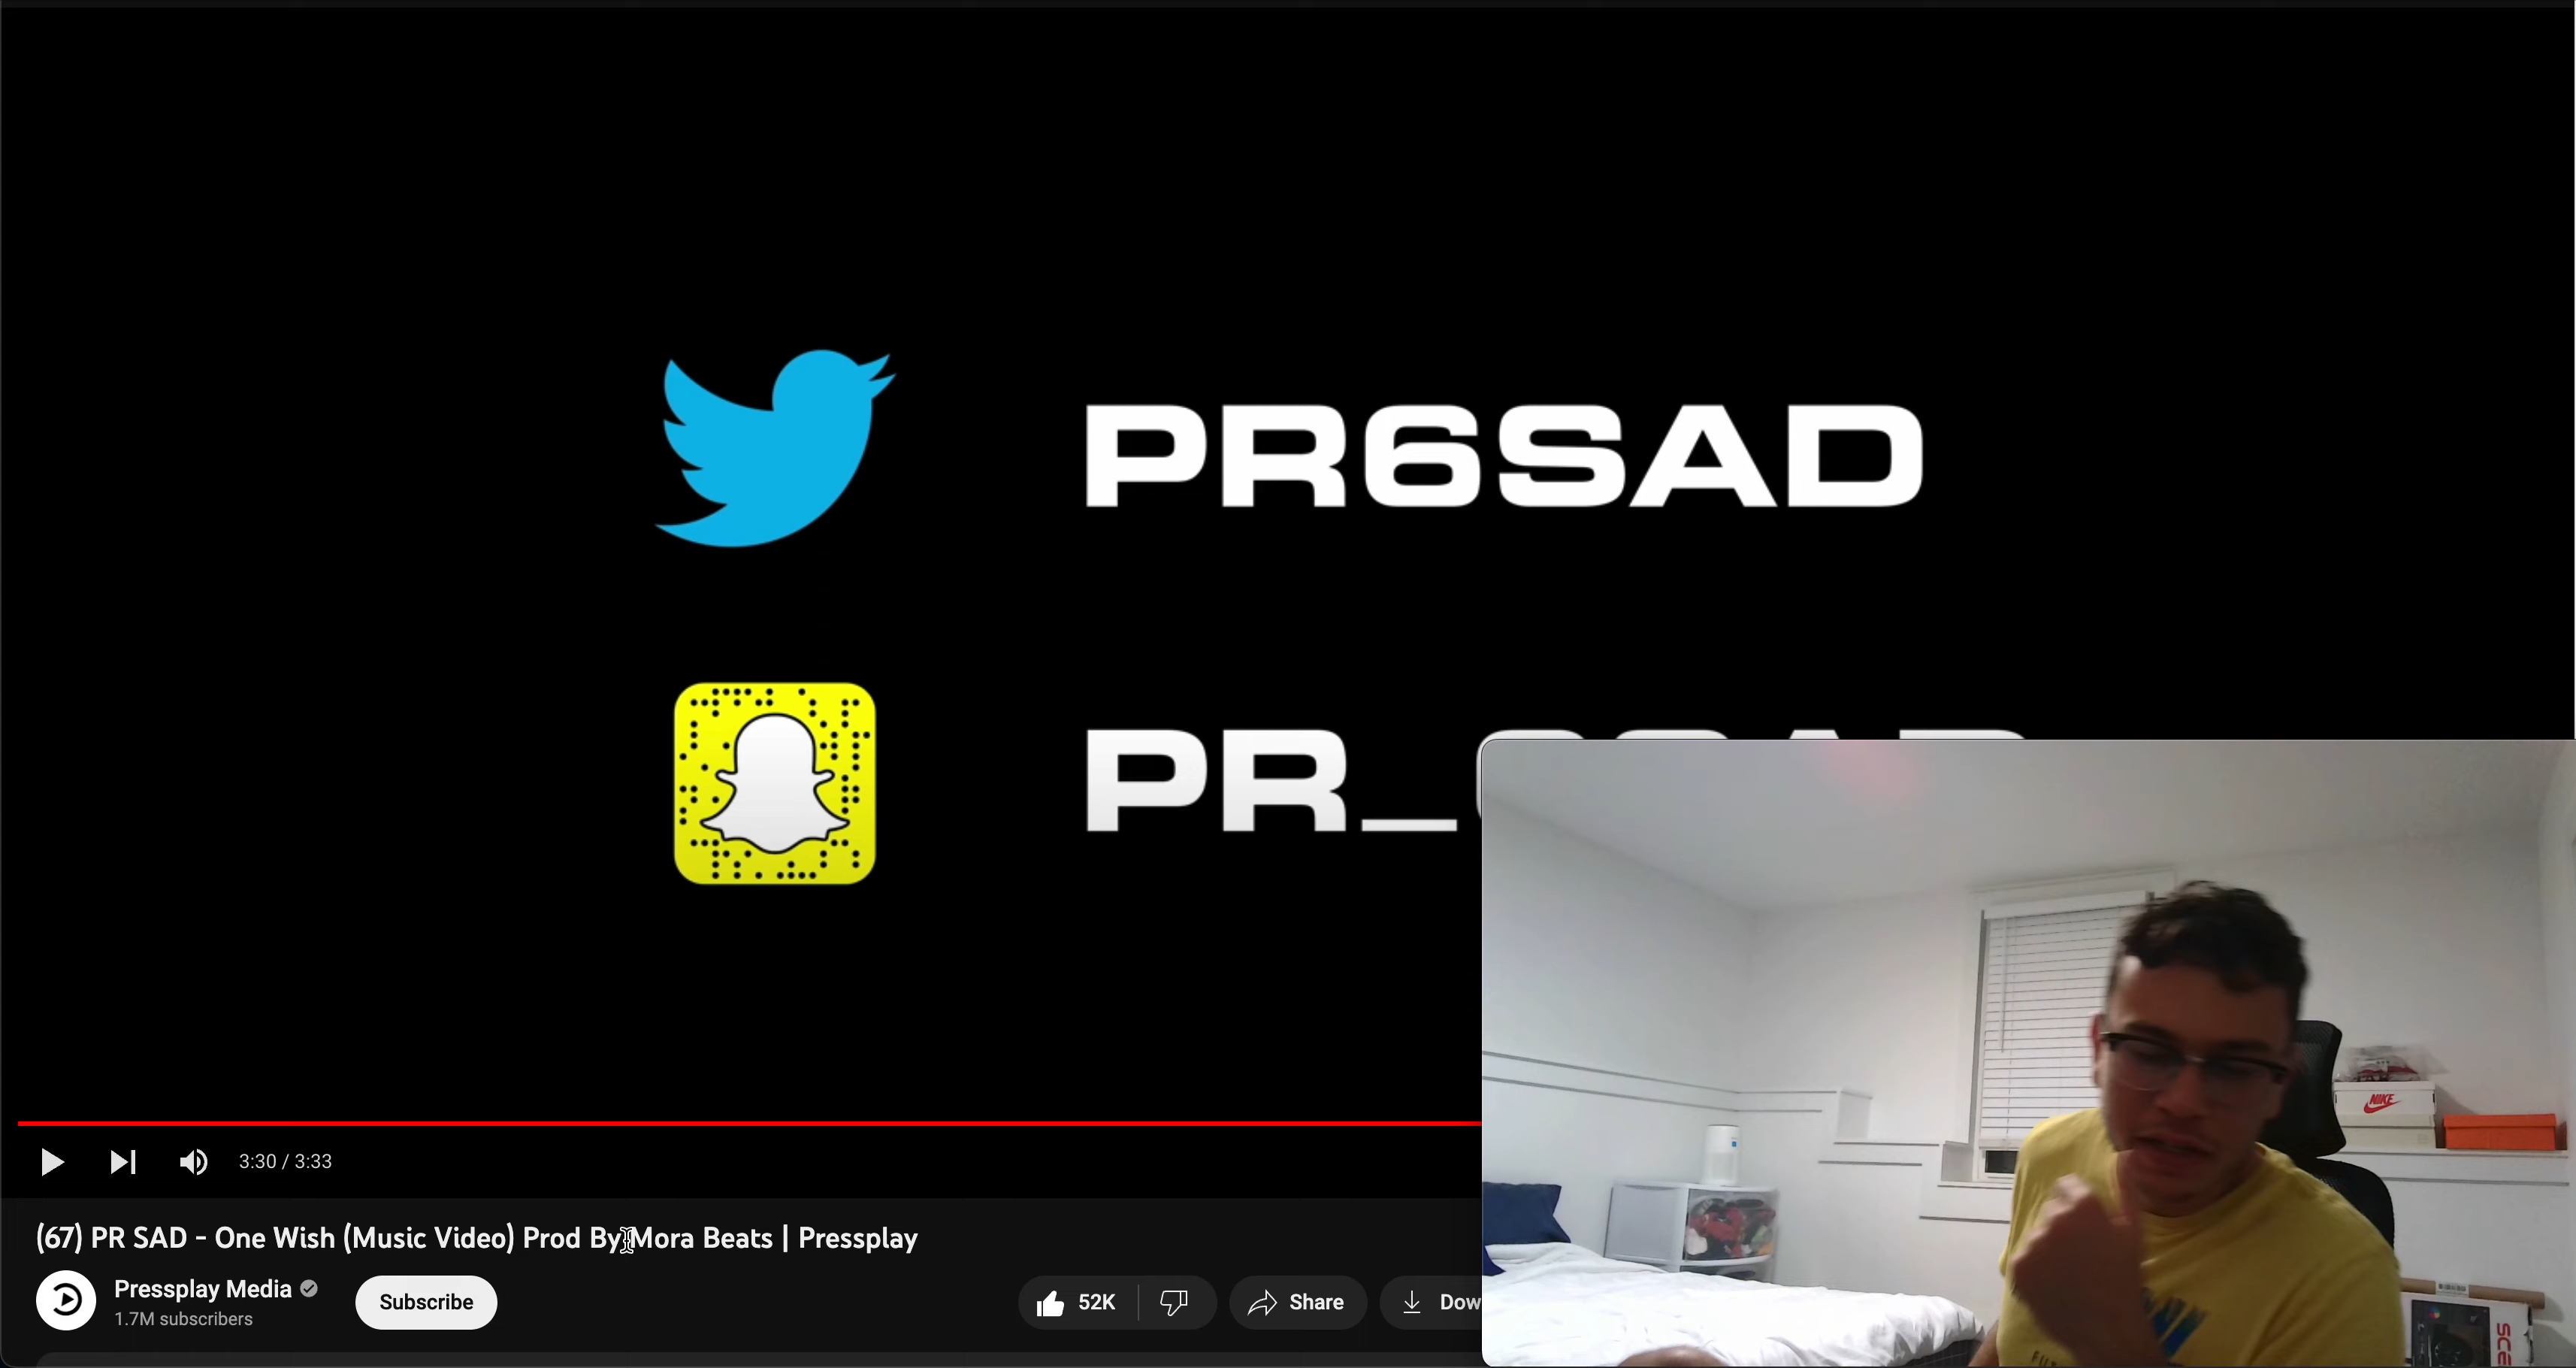 PR6SAD
PR_
3:30 / 3:33
(67) PR SAD - One Wish (Music Video) Prod By Mora Beats | Pressplay
Pressplay Media
1.7M subscribers
Subscribe
52K
Share
Dow
NIKE